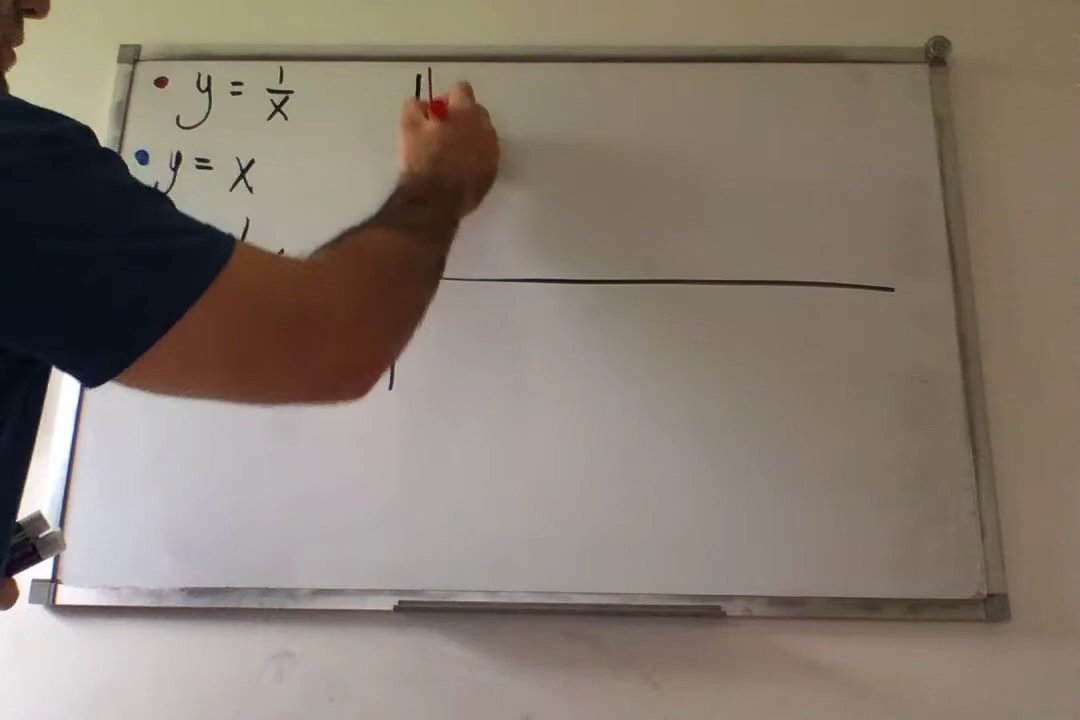 y = 1/x
y = x